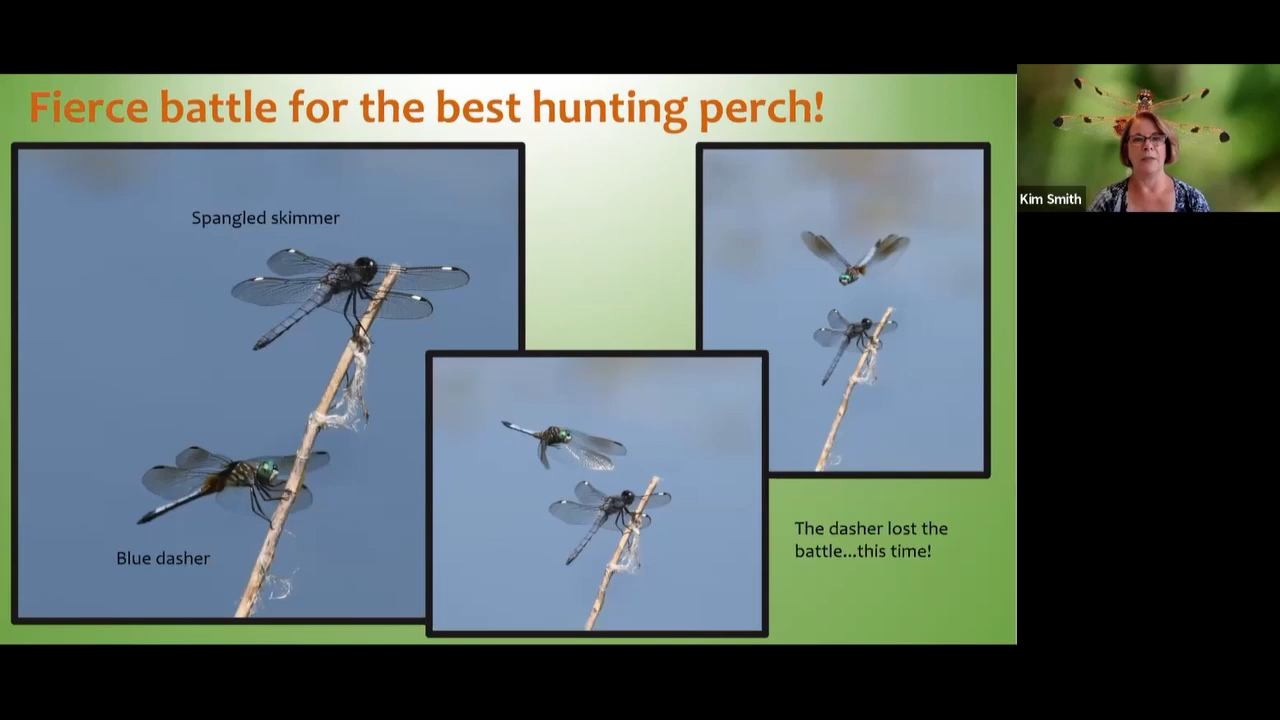 Fierce battle for the best hunting perch!
Spangled skimmer
Blue dasher
The dasher lost the
battle...this time!
Kim Smith